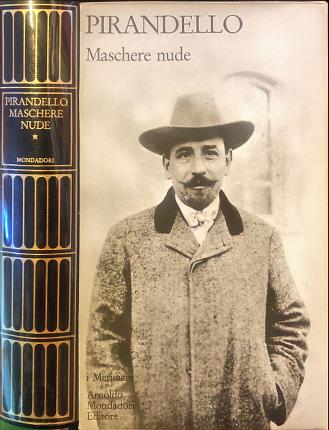 PIRANDELLO
MASCHERE
NUDE
*
MONDADORI
PIRANDELLO
Maschere nude
i Meridiani
Arnoldo
Mondadori
Editore